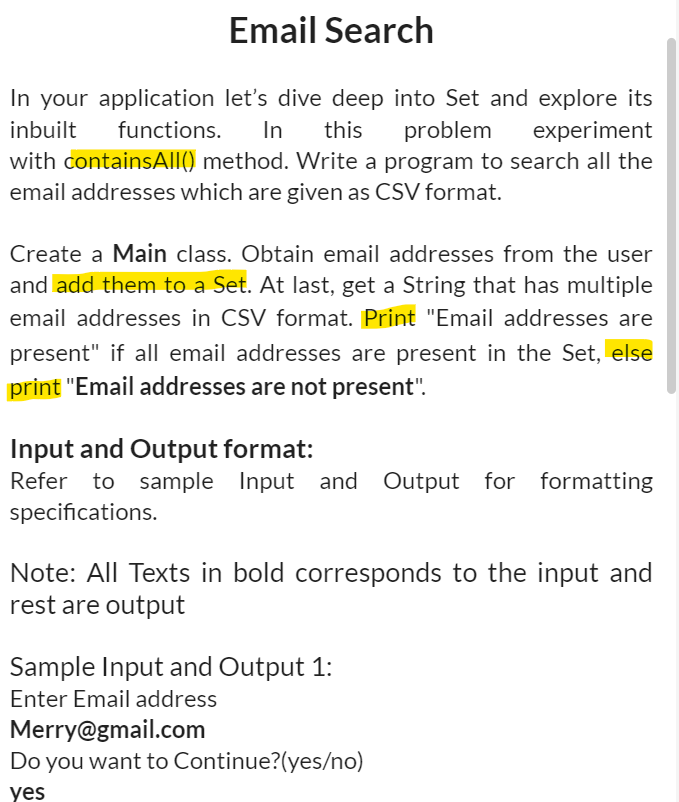 Email Search
In your application let’s dive deep into Set and explore its
inbuilt functions. In this problem experiment
with containsAll() method. Write a program to search all the
email addresses which are given as CSV format.
Create a Main class. Obtain email addresses from the user
and add them to a Set. At last, get a String that has multiple
email addresses in CSV format. Print "Email addresses are
present" if all email addresses are present in the Set, else
print "Email addresses are not present".
Input and Output format:
Refer to sample Input and Output for formatting
specifications.
Note: All Texts in bold corresponds to the input and
rest are output
Sample Input and Output 1:
Enter Email address
Merry@gmail.com
Do you want to Continue?(yes/no)
yes